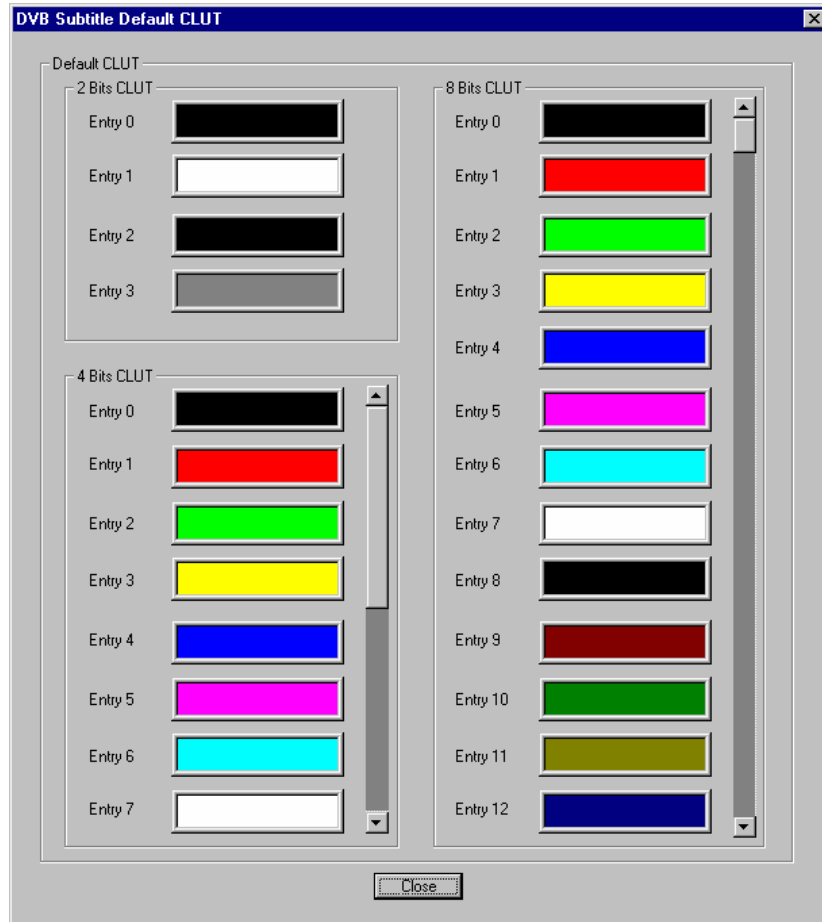 DVB Subtitle Default CLUT
Default CLUT
2 Bits CLUT
Entry 0
Entry 1
Entry 2
Entry 3
4 Bits CLUT
Entry 0
Entry 1
Entry 2
Entry 3
Entry 4
Entry 5
Entry 6
Entry 7
8 Bits CLUT
Entry 0
Entry 1
Entry 2
Entry 3
Entry 4
Entry 5
Entry 6
Entry 7
Entry 8
Entry 9
Entry 10
Entry 11
Entry 12
Close